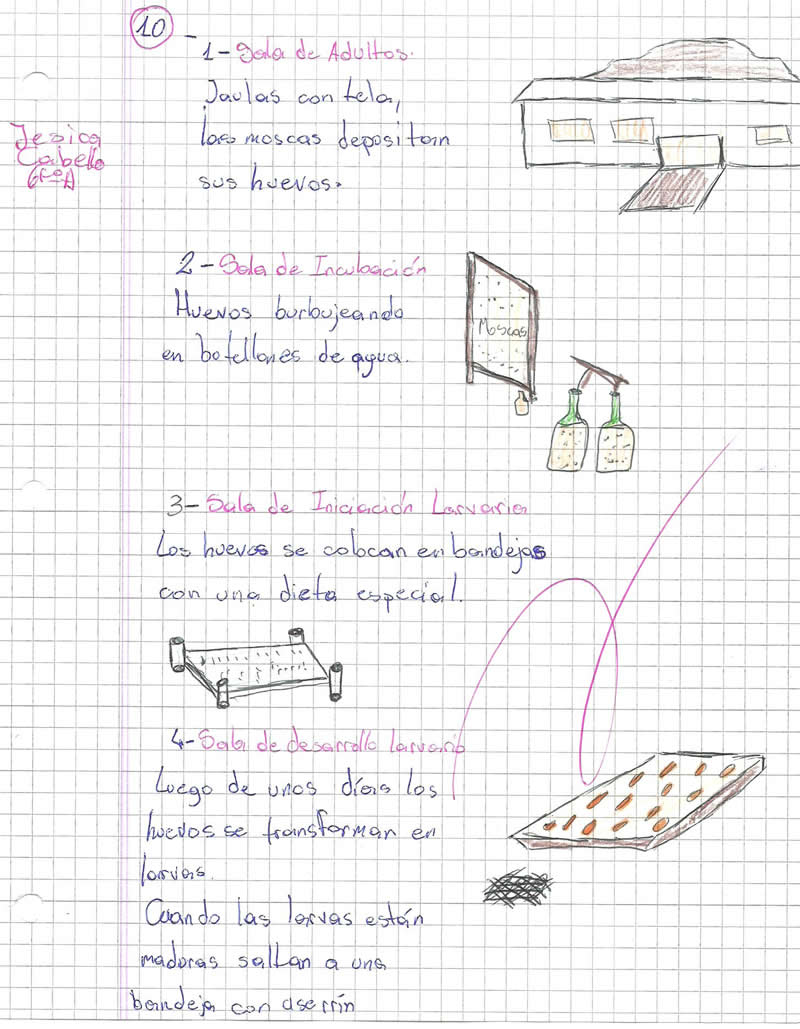 10
Jesica
Cabello
6ºA
1- Sala de Adultos.
Jaulas con tela,
las moscas depositan
sus huevos.
2- Sala de Incubación
Huevos burbujeando
en botellones de agua.
Moscas
3- Sala de Iniciación Larvaria
Los huevos se colocan en bandejas
con una dieta especial.
4- Sala de desarrollo larvario
Luego de unos días los
huevos se transforman en
larvas.
Cuando las larvas están
maduras saltan a una
bandeja con aserrín